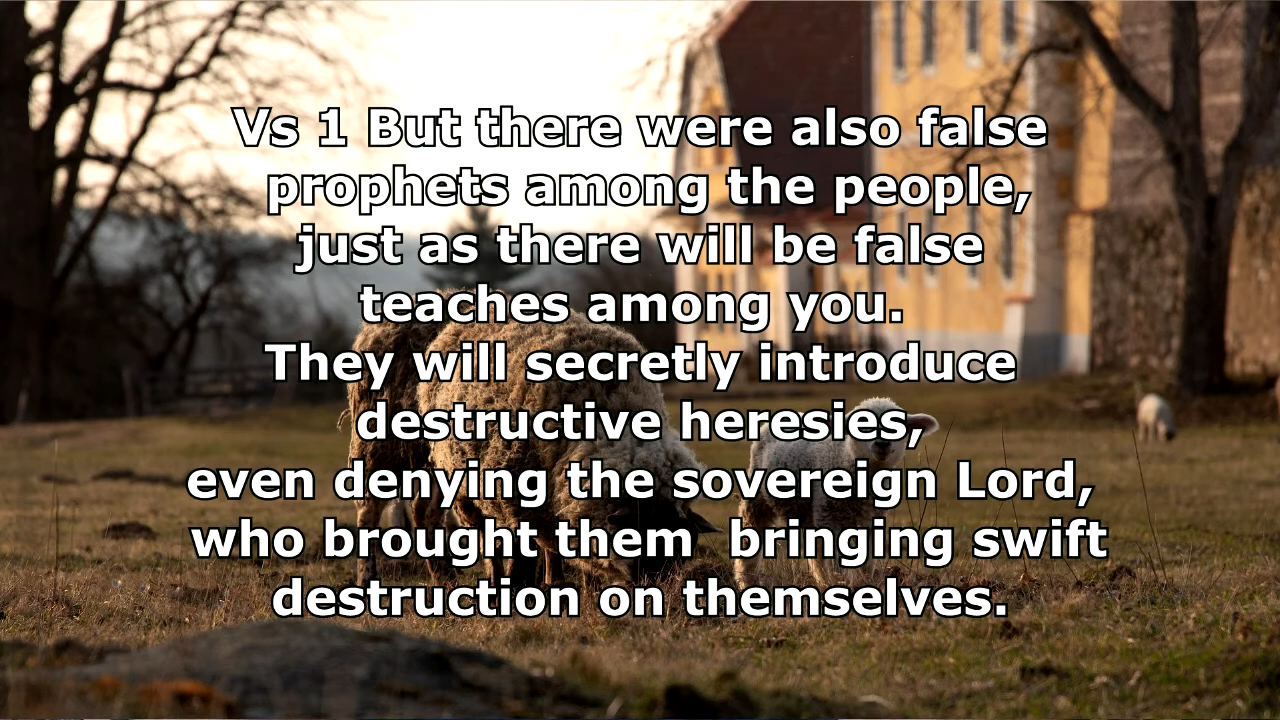 Vs 1 But there were also false
prophets among the people,
just as there will be false
teaches among you.
They will secretly introduce
destructive heresies,
even denying the sovereign Lord,
who brought them  bringing swift
destruction on themselves.